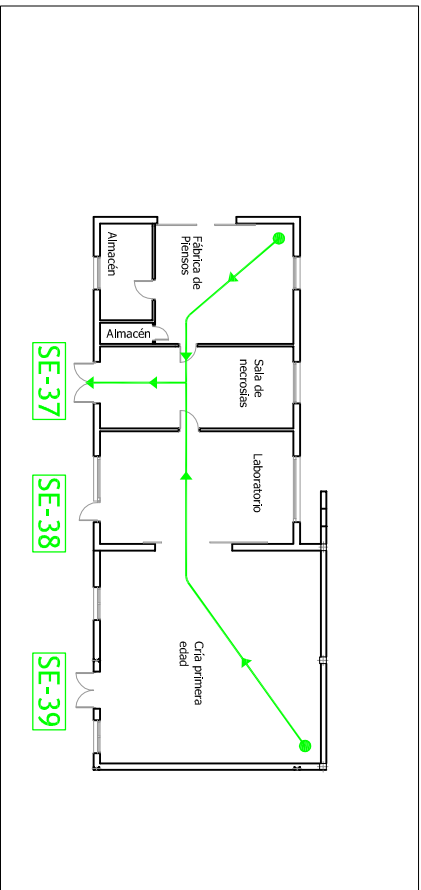 Almacén
Fábrica de
Piensos
Almacén
Sala de
necrosias
SE-37
Laboratorio
SE-38
Cría primera
edad
SE-39